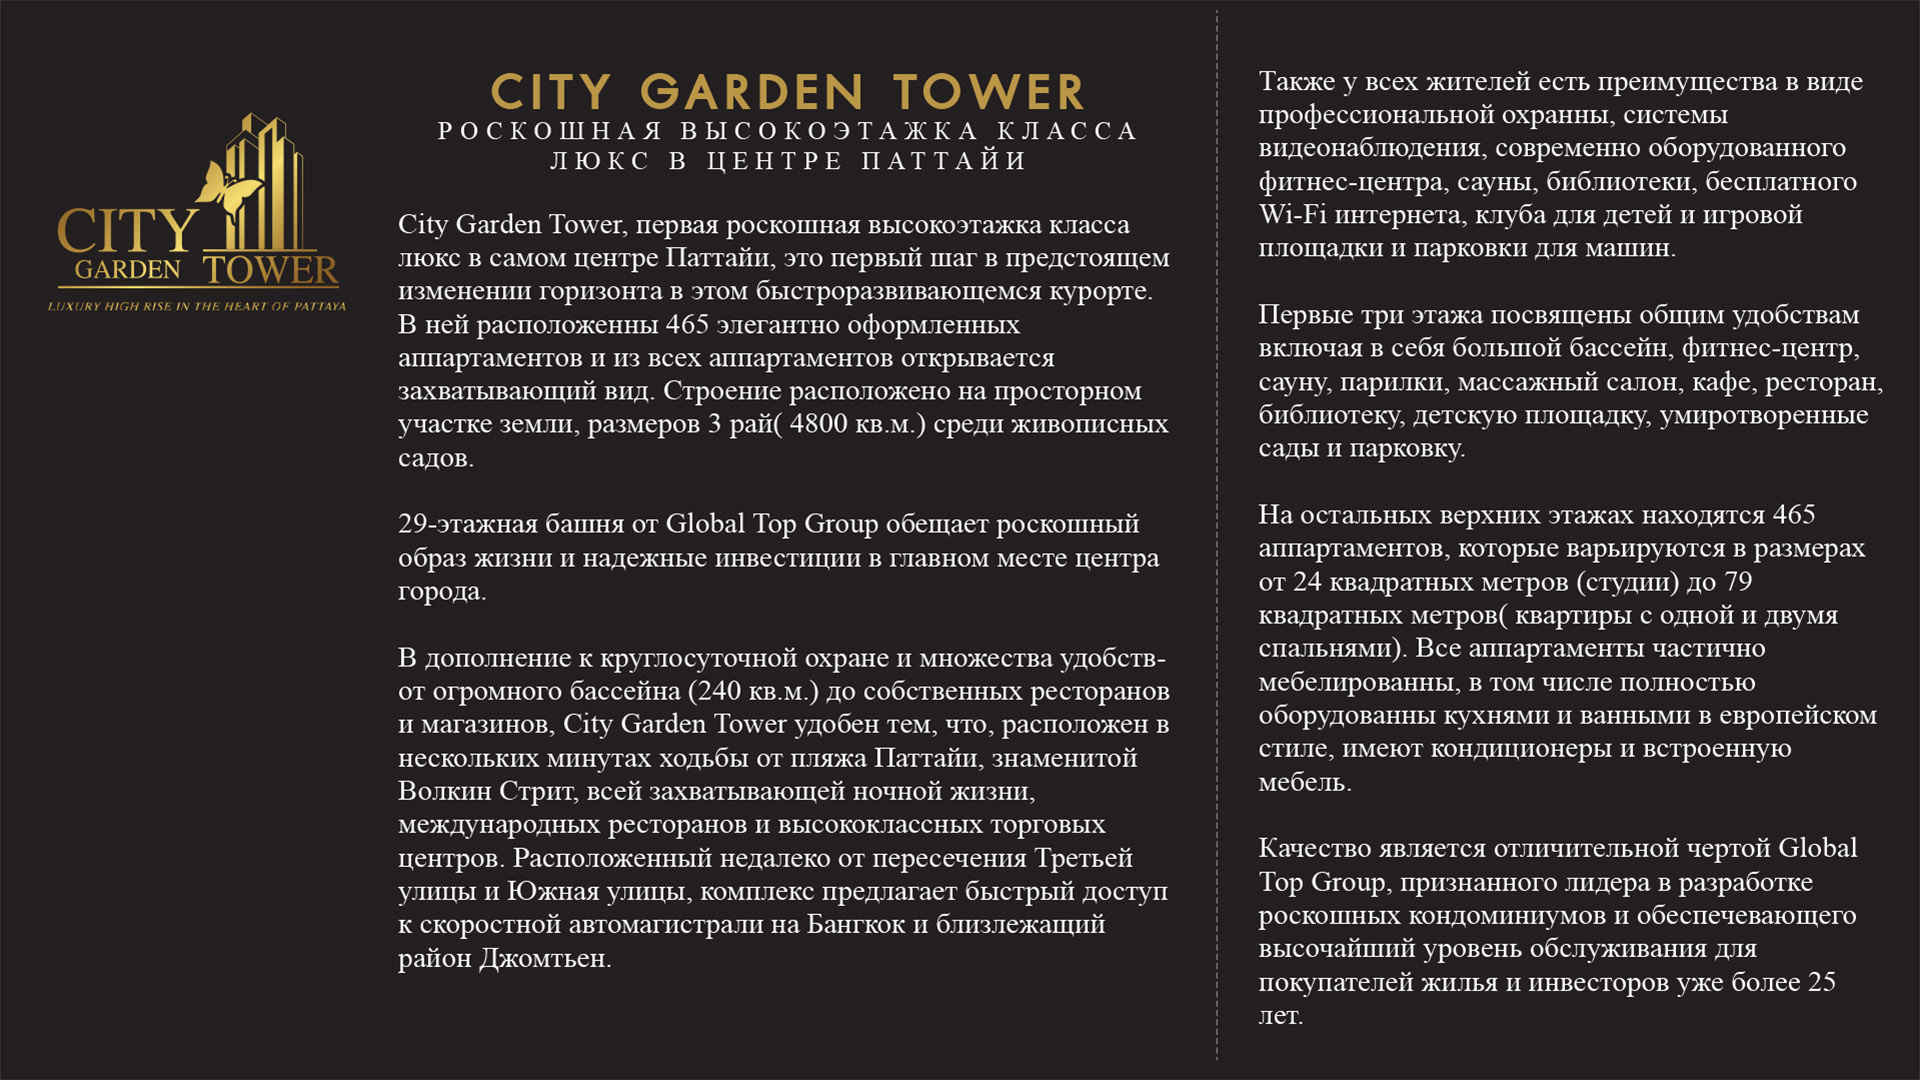 CITY
GARDEN TOWER
LUXURY HIGH RISE IN THE HEART OF PATTAYA
CITY GARDEN TOWER
РОСКОШНАЯ ВЫСОКОЭТАЖКА КЛАССА
ЛЮКС В ЦЕНТРЕ ПАТТАЙИ
City Garden Tower, первая роскошная высокоэтажка класса
люкс в самом центре Паттайи, это первый шаг в предстоящем
изменении горизонта в этом быстроразвивающемся курорте.
В ней расположенны 465 элегантно оформленных
аппартаментов и из всех аппартаментов открывается
захватывающий вид. Строение расположено на просторном
участке земли, размеров 3 рай( 4800 кв.м.) среди живописных
садов.
29-этажная башня от Global Top Group обещает роскошный
образ жизни и надежные инвестиции в главном месте центра
города.
В дополнение к круглосуточной охране и множества удобств-
от огромного бассейна (240 кв.м.) до собственных ресторанов
и магазинов, City Garden Tower удобен тем, что, расположен в
нескольких минутах ходьбы от пляжа Паттайи, знаменитой
Волкин Стрит, всей захватывающей ночной жизни,
международных ресторанов и высококлассных торговых
центров. Расположенный недалеко от пересечения Третьей
улицы и Южная улицы, комплекс предлагает быстрый доступ
к скоростной автомагистрали на Бангкок и близлежащий
район Джомтьен.
Также у всех жителей есть преимущества в виде
профессиональной охранны, системы
видеонаблюдения, современно оборудованного
фитнес-центра, сауны, библиотеки, бесплатного
Wi-Fi интернета, клуба для детей и игровой
площадки и парковки для машин.
Первые три этажа посвящены общим удобствам
включая в себя большой бассейн, фитнес-центр,
сауну, парилки, массажный салон, кафе, ресторан,
библиотеку, детскую площадку, умиротворенные
сады и парковку.
На остальных верхних этажах находятся 465
аппартаментов, которые варьируются в размерах
от 24 квадратных метров (студии) до 79
квадратных метров( квартиры с одной и двумя
спальнями). Все аппартаменты частично
мебелированны, в том числе полностью
оборудованны кухнями и ванными в европейском
стиле, имеют кондиционеры и встроенную
мебель.
Качество является отличительной чертой Global
Top Group, признанного лидера в разработке
роскошных кондоминиумов и обеспечевающего
высочайший уровень обслуживания для
покупателей жилья и инвесторов уже более 25
лет.